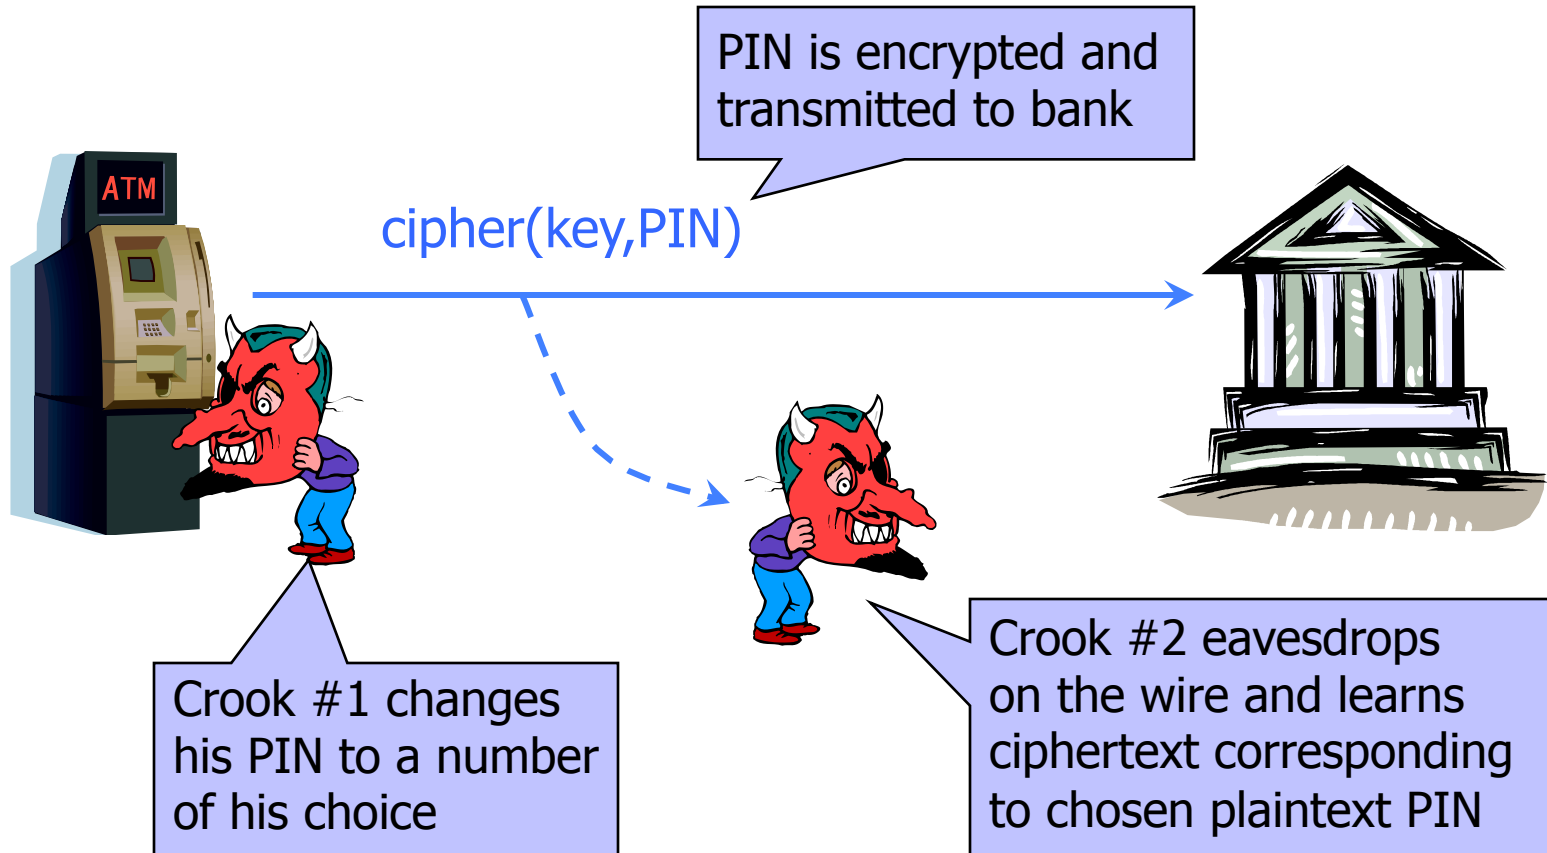 PIN is encrypted and
transmitted to bank
ATM
cipher(key,PIN)
Crook #1 changes
his PIN to a number
of his choice
Crook #2 eavesdrops
on the wire and learns
ciphertext corresponding
to chosen plaintext PIN